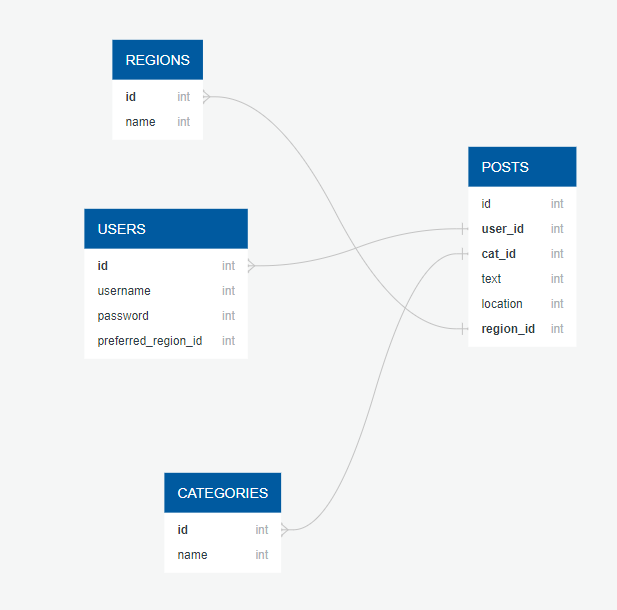 REGIONS
id int
name int
POSTS
id int
user_id int
cat_id int
text int
location int
region_id int
USERS
id int
username int
password int
preferred_region_id int
CATEGORIES
id int
name int